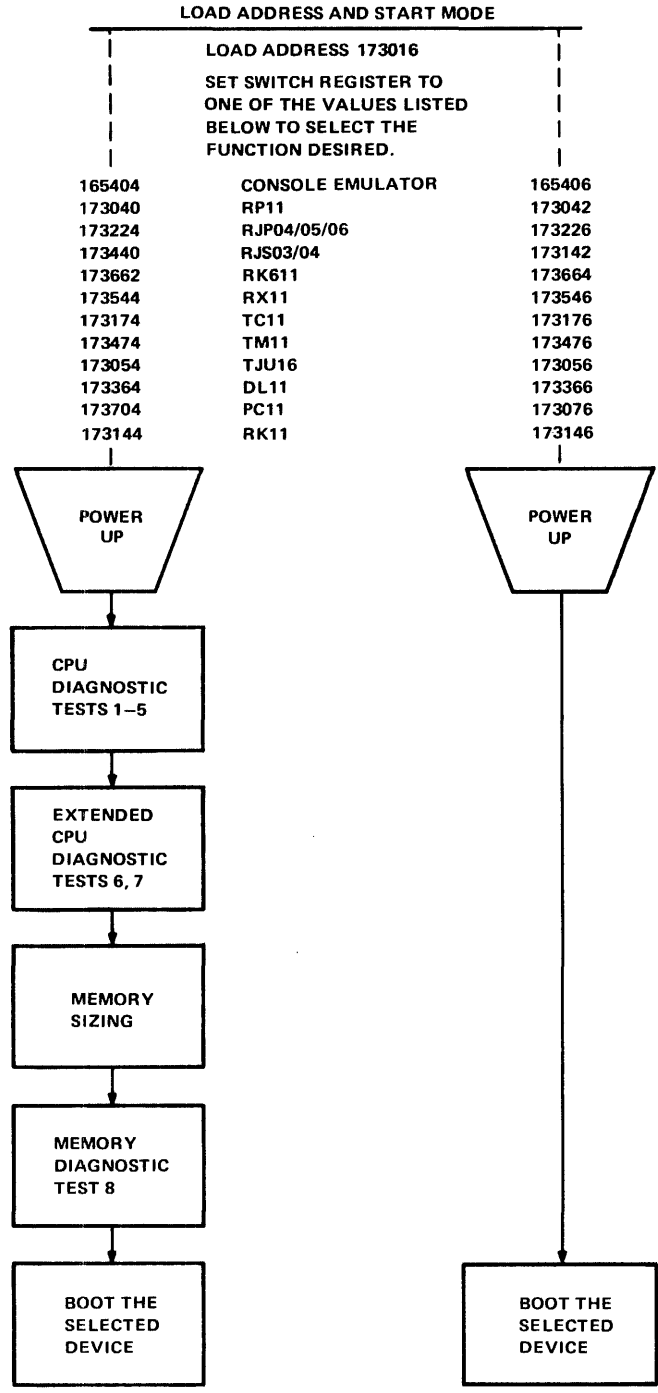 LOAD ADDRESS AND START MODE
LOAD ADDRESS 173016
SET SWITCH REGISTER TO
ONE OF THE VALUES LISTED
BELOW TO SELECT THE
FUNCTION DESIRED.
165404 CONSOLE EMULATOR 165406
173040 RP11 173042
173224 RJP04/05/06 173226
173440 RJS03/04 173142
173662 RK611 173664
173544 RX11 173546
173174 TC11 173176
173474 TM11 173476
173054 TJU16 173056
173364 DL11 173366
173704 PC11 173076
173144 RK11 173146
POWER
UP
CPU
DIAGNOSTIC
TESTS 1–5
EXTENDED
CPU
DIAGNOSTIC
TESTS 6, 7
MEMORY
SIZING
MEMORY
DIAGNOSTIC
TEST 8
BOOT THE
SELECTED
DEVICE
POWER
UP
BOOT THE
SELECTED
DEVICE